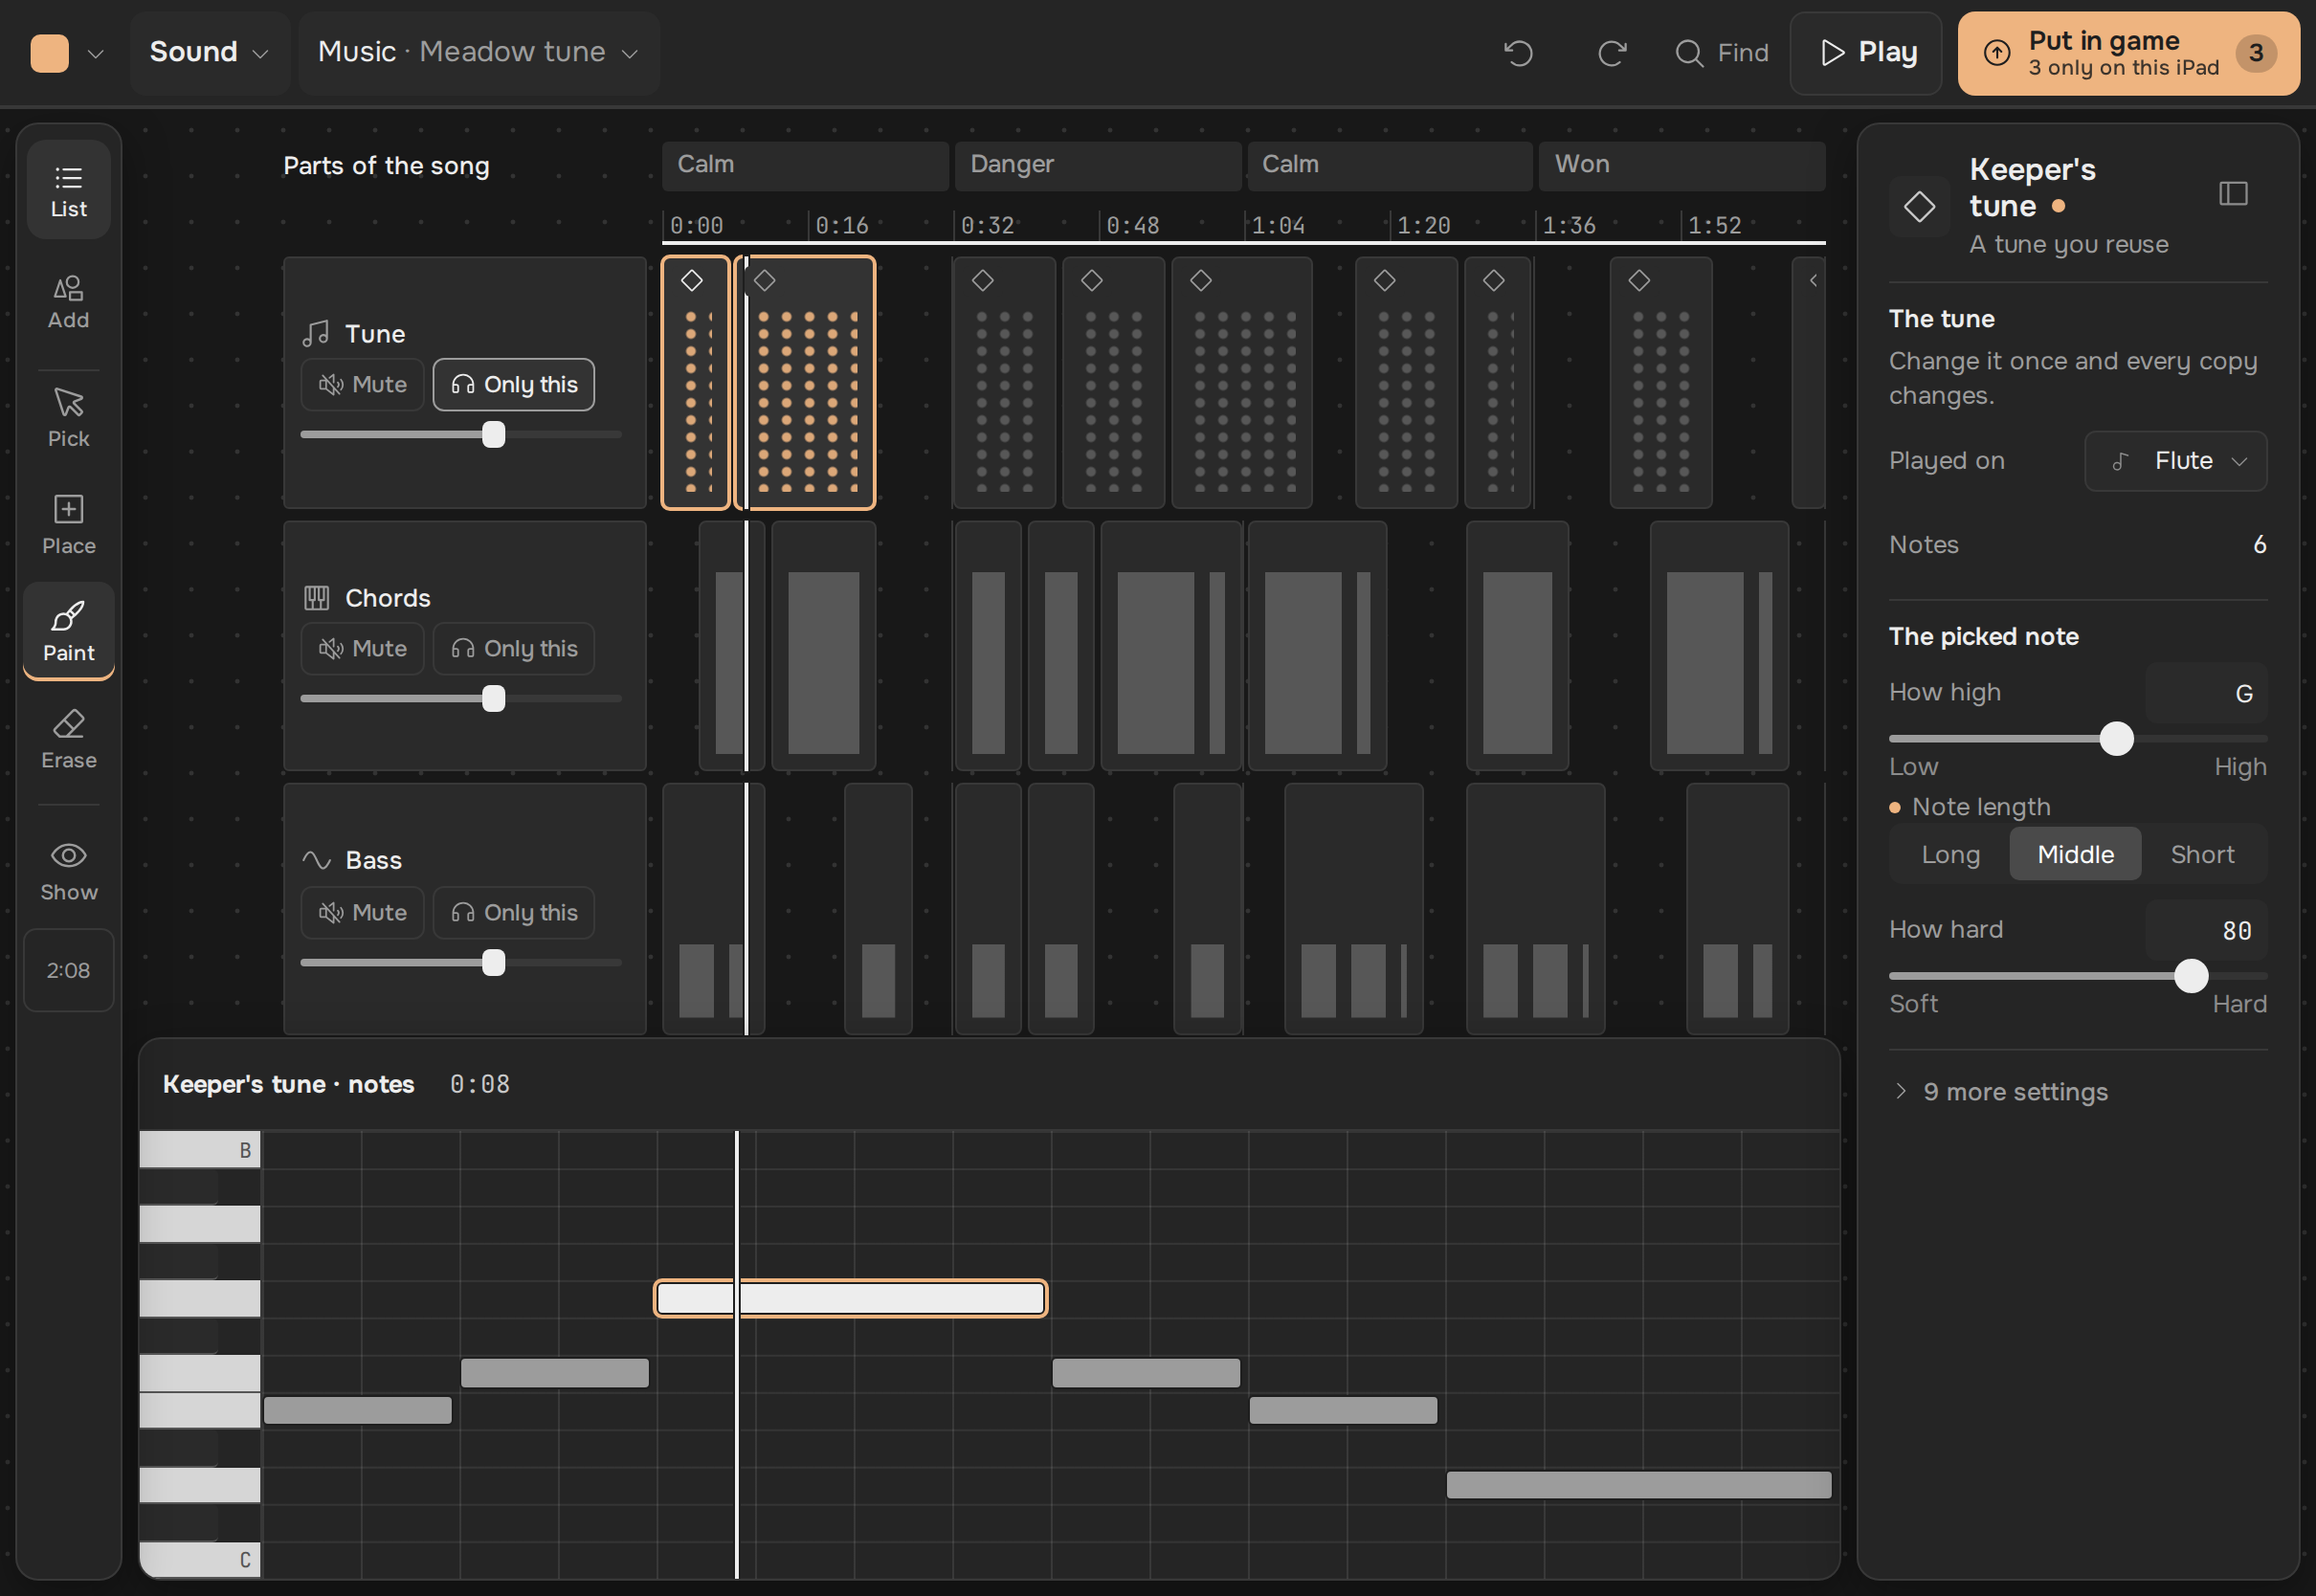 Sound
Music · Meadow tune
Find
Play
Put in game
3 only on this iPad
3
List
Add
Pick
Place
Paint
Erase
Show
2:08
Parts of the song
Calm
Danger
Calm
Won
0:00
0:16
0:32
0:48
1:04
1:20
1:36
1:52
Tune
Mute
Only this
Chords
Mute
Only this
Bass
Mute
Only this
Keeper's tune · notes
0:08
B
C
Keeper's
tune
A tune you reuse
The tune
Change it once and every copy
changes.
Played on
Flute
Notes
6
The picked note
How high
G
Low
High
Note length
Long
Middle
Short
How hard
80
Soft
Hard
9 more settings